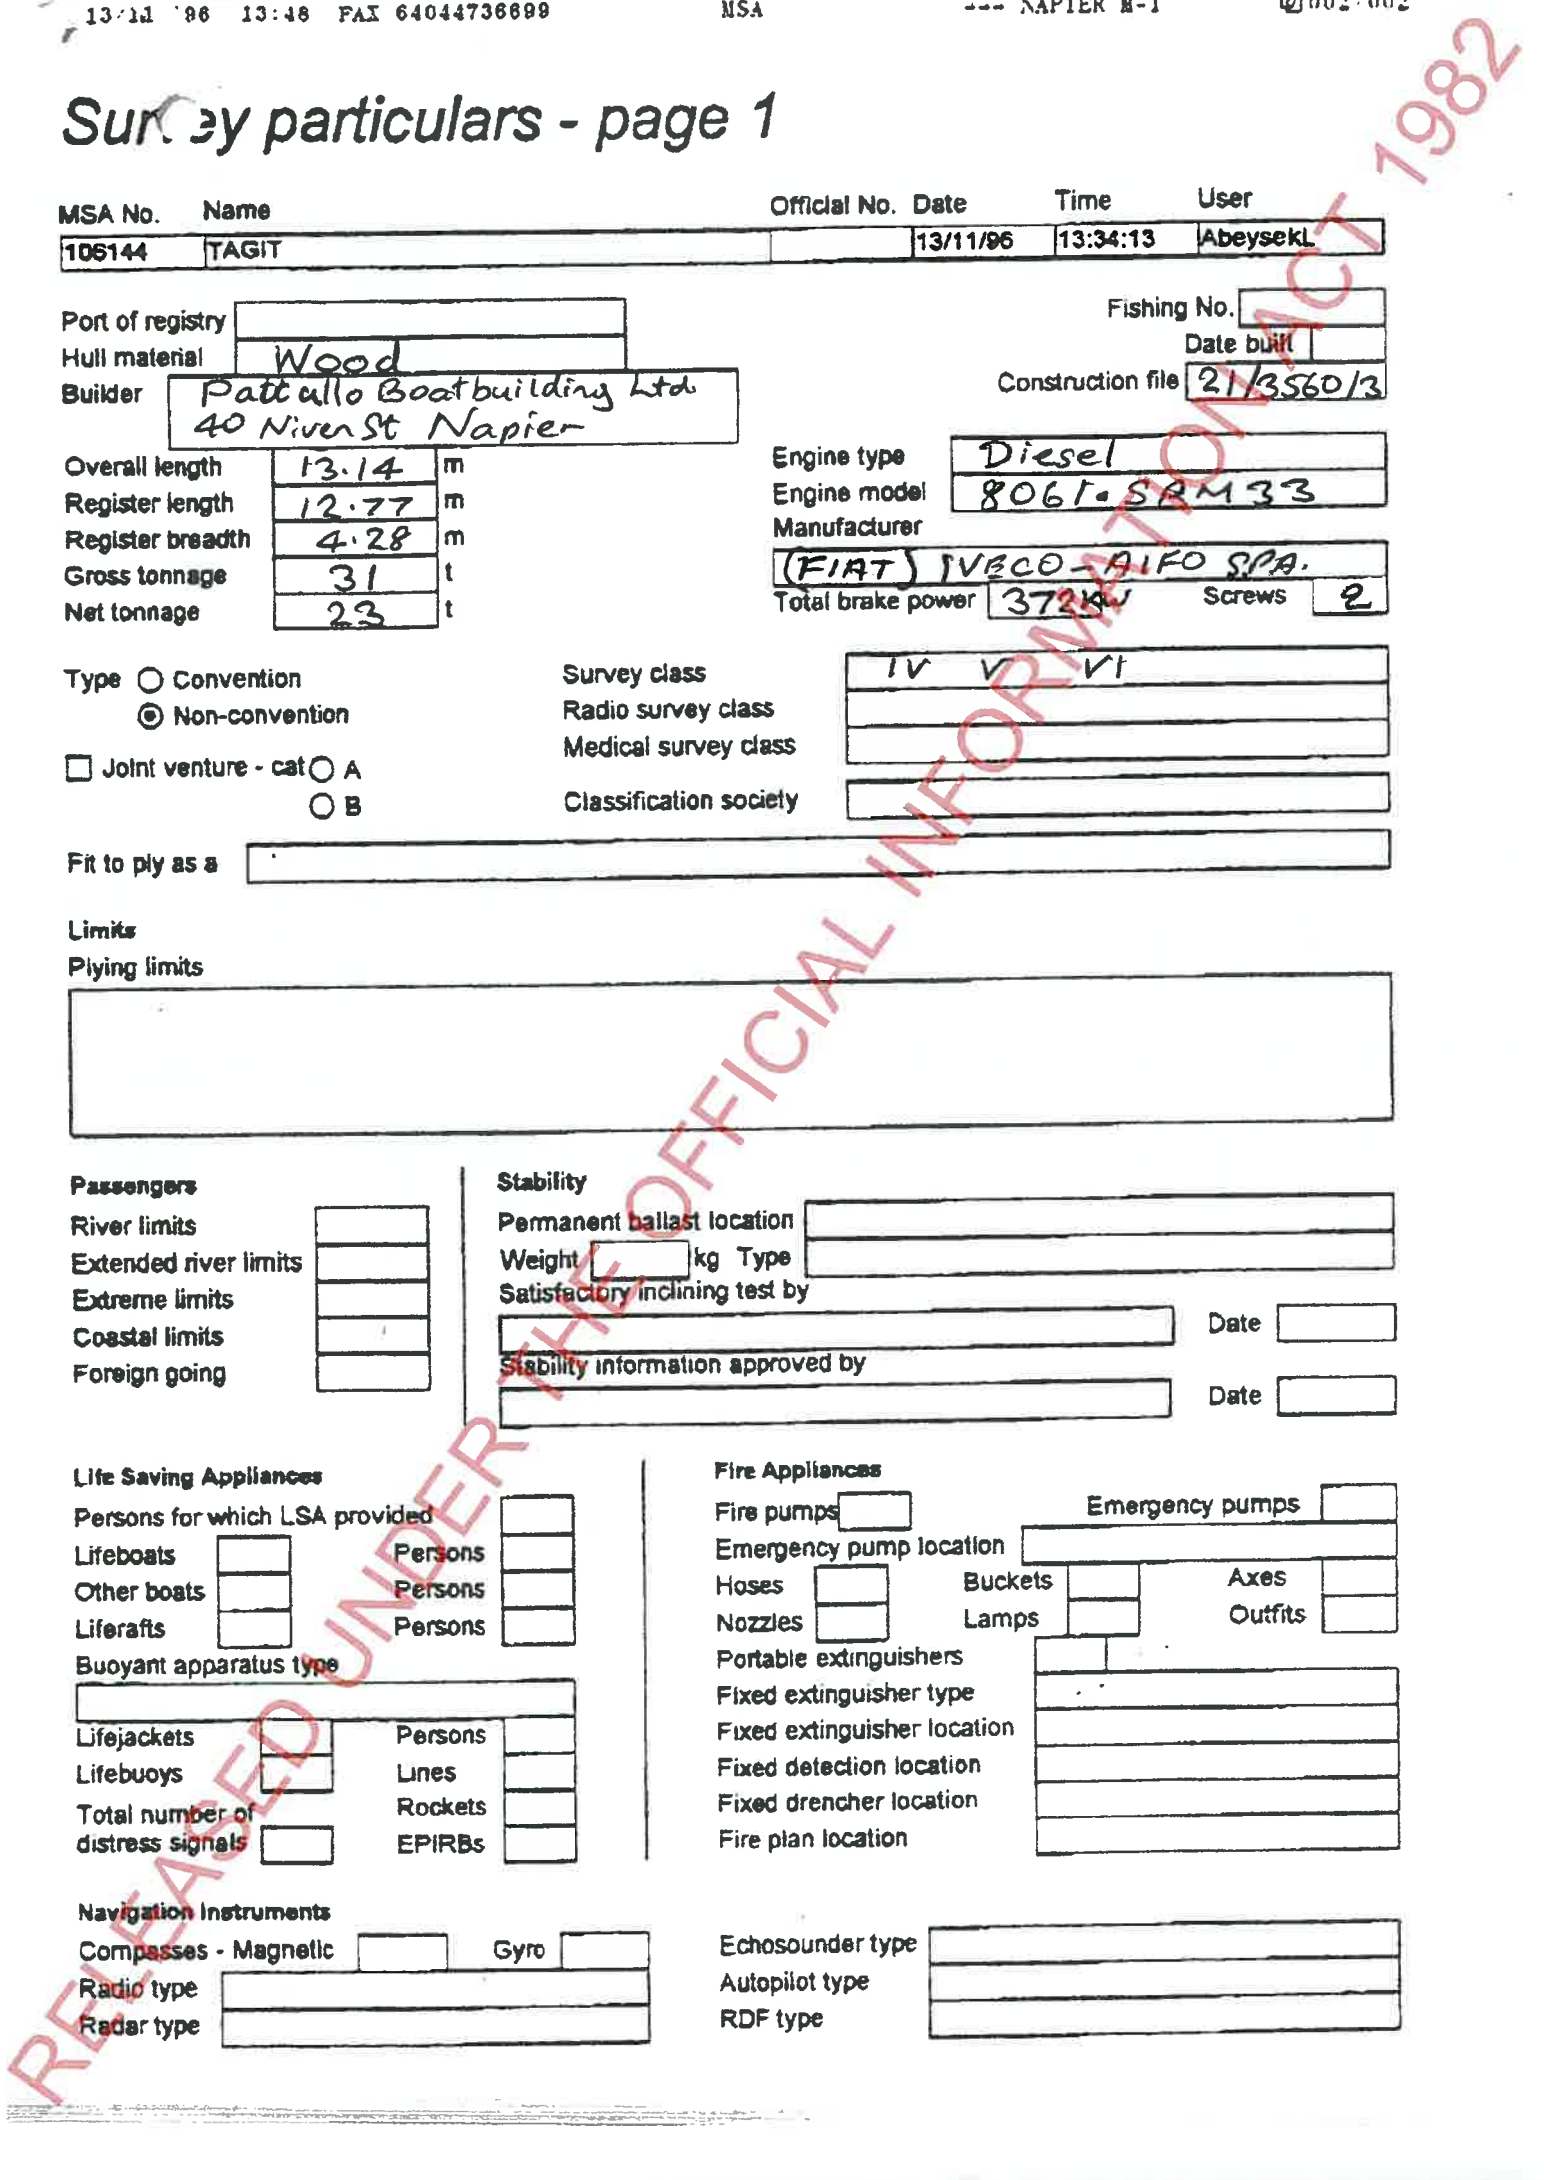 13/11 '96 13:48 FAX 64044736699 MSA NAPIER M-1 002/002
Survey particulars - page 1
MSA No. Name Official No. Date Time User
106144 TAGIT 13/11/96 13:34:13 AbeysekL
Port of registry Fishing No.
Hull material Wood Date built
Builder Pattullo Boatbuilding Ltd Construction file 21/3560/3
40 Niven St Napier
Overall length 13.14 m Engine type Diesel
Register length 12.77 m Engine model 8061.SRM33
Register breadth 4.28 m Manufacturer
Gross tonnage 31 t (FIAT) IVECO - AIFO SPA.
Net tonnage 23 t Total brake power 372KW Screws 2
Type Convention Survey class IV V VI
Non-convention Radio survey class
Medical survey class
Joint venture - cat A
B Classification society
Fit to ply as a
Limits
Plying limits
Passengers Stability
River limits Permanent ballast location
Extended river limits Weight kg Type
Extreme limits Satisfactory inclining test by
Coastal limits Date
Foreign going Stability information approved by
Date
Life Saving Appliances Fire Appliances
Persons for which LSA provided Fire pumps Emergency pumps
Lifeboats Persons Emergency pump location
Other boats Persons Hoses Buckets Axes
Liferafts Persons Nozzles Lamps Outfits
Buoyant apparatus type Portable extinguishers
Fixed extinguisher type
Lifejackets Persons Fixed extinguisher location
Lifebuoys Lines Fixed detection location
Total number of Rockets Fixed drencher location
distress signals EPIRBs Fire plan location
Navigation Instruments
Compasses - Magnetic Gyro Echosounder type
Radio type Autopilot type
Radar type RDF type
RELEASED UNDER THE OFFICIAL INFORMATION ACT 1982